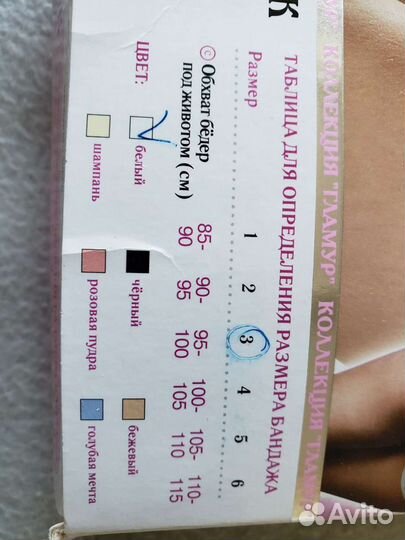 К
КОЛЛЕКЦИЯ "ГЛАМУР" КОЛЛЕКЦИЯ "ГЛАМУР"
ТАБЛИЦА ДЛЯ ОПРЕДЕЛЕНИЯ РАЗМЕРА БАНДАЖА
Размер 1 2 3 4 5 6
© Обхват бёдер под животом (см) 85-90 90-95 95-100 100-105 105-110 110-115
ЦВЕТ:
белый чёрный бежевый
шампань розовая пудра голубая мечта
Avito